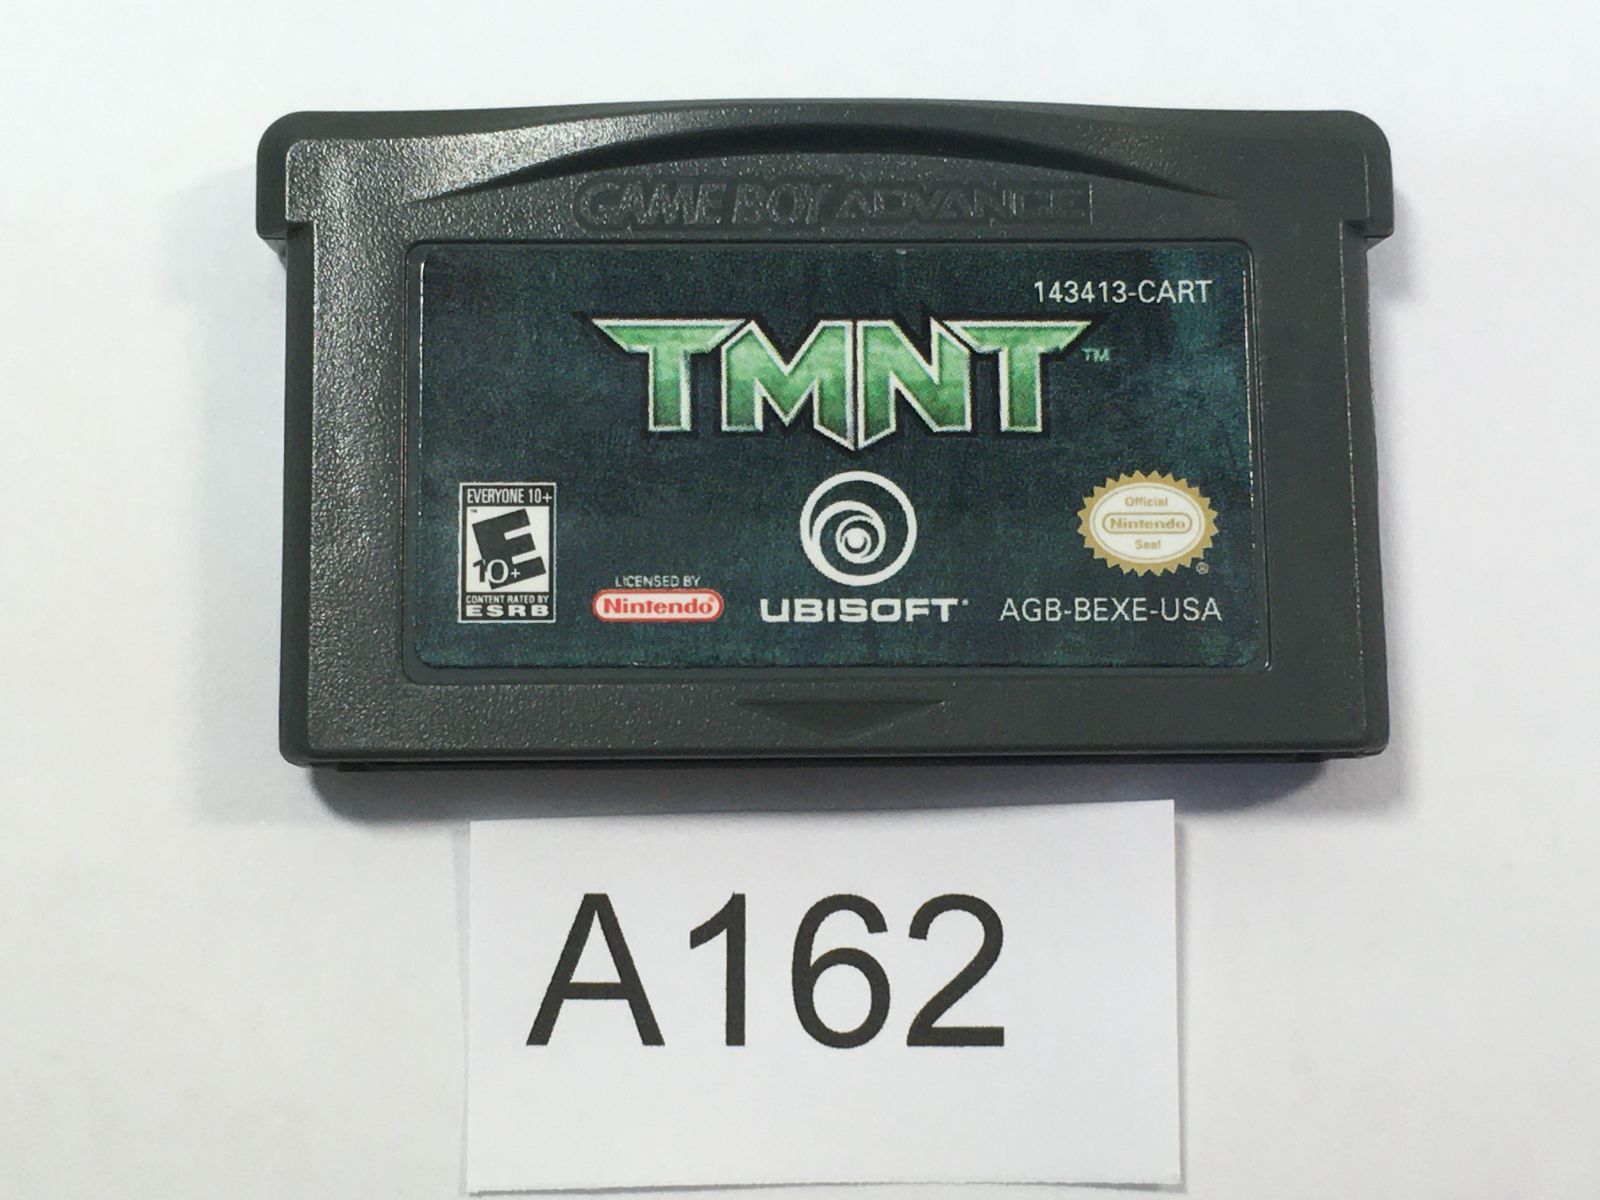 GAME BOY ADVANCE
143413-CART
TMNT™
EVERYONE 10+
™
E
10+
CONTENT RATED BY
ESRB
LICENSED BY
Nintendo®
UBISOFT
Official
Nintendo
Seal
®
AGB-BEXE-USA
A162